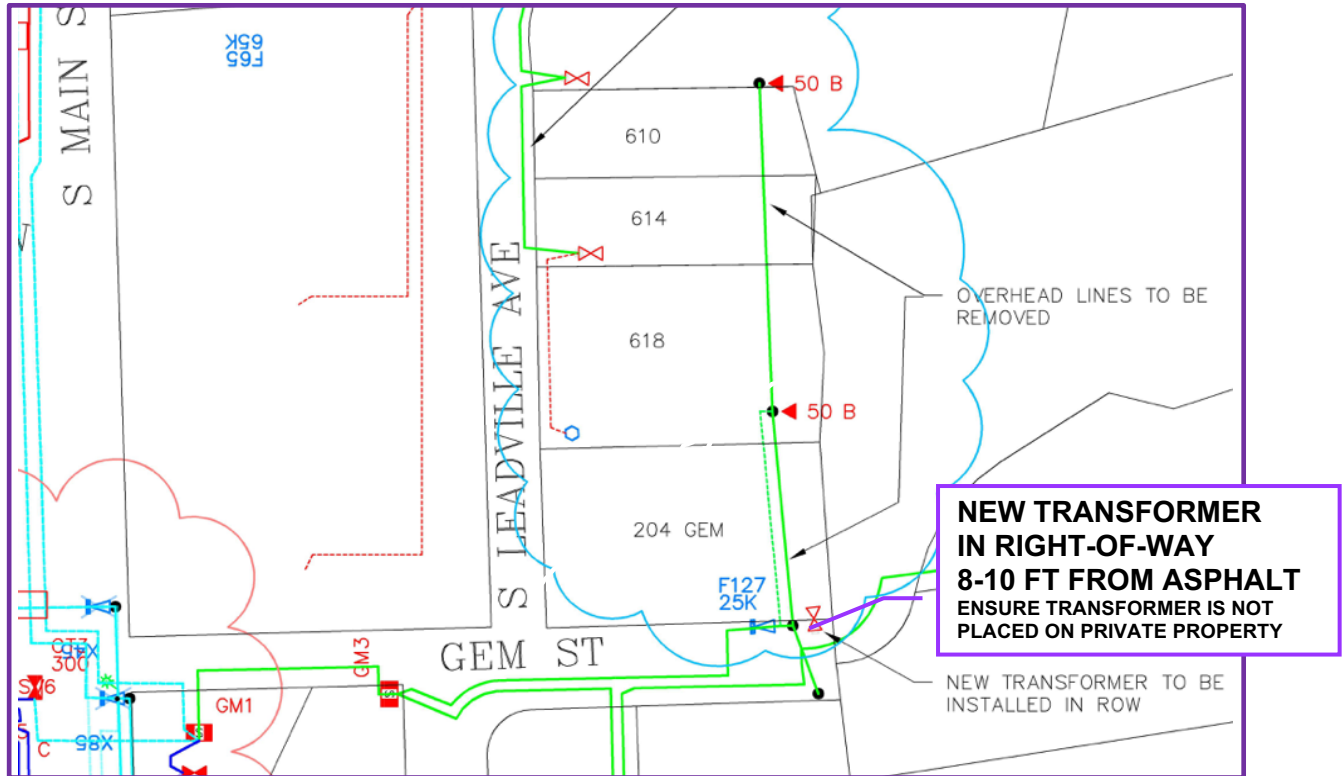 S MAIN S
F65
65K
50 B
610
614
S LEADVILLE AVE
OVERHEAD LINES TO BE
REMOVED
618
50 B
204 GEM
NEW TRANSFORMER
IN RIGHT-OF-WAY
8-10 FT FROM ASPHALT
ENSURE TRANSFORMER IS NOT
PLACED ON PRIVATE PROPERTY
F127
25K
GEM ST
GM3
X45
300
GM1
NEW TRANSFORMER TO BE
INSTALLED IN ROW
X85
C